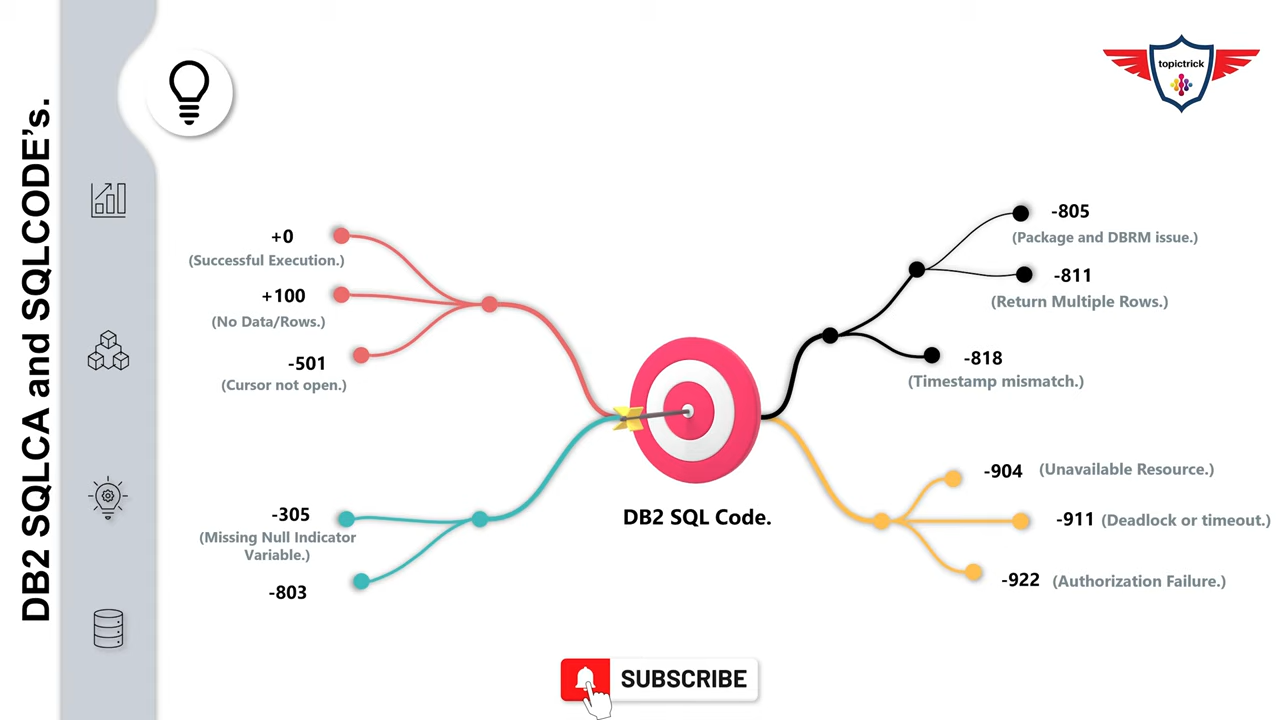 DB2 SQLCA and SQLCODE's.
topictrick
+0
(Successful Execution.)
+100
(No Data/Rows.)
-501
(Cursor not open.)
-305
(Missing Null Indicator
Variable.)
-803
DB2 SQL Code.
-805
(Package and DBRM issue.)
-811
(Return Multiple Rows.)
-818
(Timestamp mismatch.)
-904 (Unavailable Resource.)
-911 (Deadlock or timeout.)
-922 (Authorization Failure.)
SUBSCRIBE